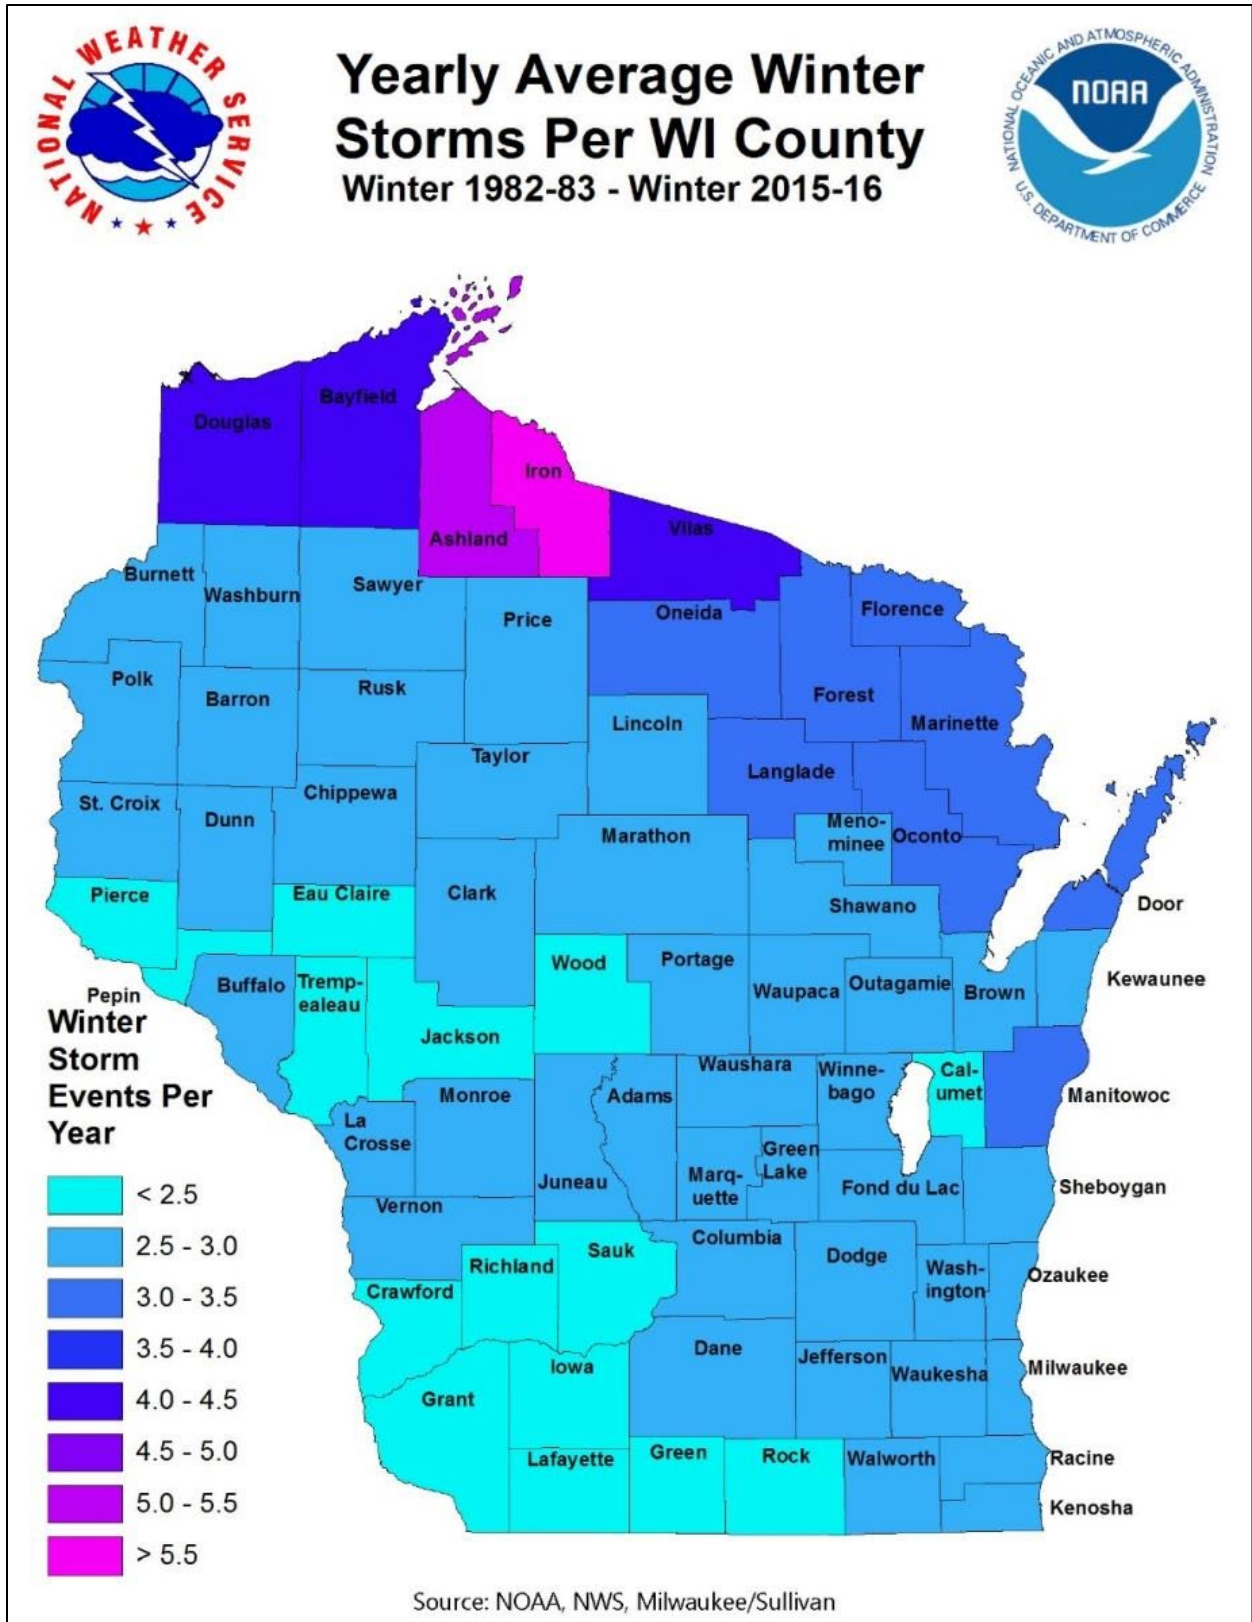 NATIONAL WEATHER SERVICE
Yearly Average Winter
Storms Per WI County
Winter 1982-83 - Winter 2015-16
NATIONAL OCEANIC AND ATMOSPHERIC ADMINISTRATION
NOAA
U.S. DEPARTMENT OF COMMERCE
Bayfield
Douglas
Iron
Vilas
Ashland
Burnett
Washburn
Sawyer
Price
Oneida
Florence
Polk
Barron
Rusk
Forest
Lincoln
Marinette
Taylor
Langlade
St. Croix
Dunn
Chippewa
Marathon
Meno-
minee
Oconto
Pierce
Eau Claire
Clark
Shawano
Door
Wood
Portage
Waupaca
Outagamie
Brown
Kewaunee
Pepin
Buffalo
Tremp-
ealeau
Jackson
Waushara
Winne-
bago
Cal-
umet
Manitowoc
Monroe
Adams
La
Crosse
Juneau
Marq-
uette
Green
Lake
Fond du Lac
Sheboygan
Vernon
Sauk
Columbia
Dodge
Wash-
ington
Ozaukee
Richland
Crawford
Iowa
Dane
Jefferson
Waukesha
Milwaukee
Grant
Lafayette
Green
Rock
Walworth
Racine
Kenosha
Winter
Storm
Events Per
Year
< 2.5
2.5 - 3.0
3.0 - 3.5
3.5 - 4.0
4.0 - 4.5
4.5 - 5.0
5.0 - 5.5
> 5.5
Source: NOAA, NWS, Milwaukee/Sullivan